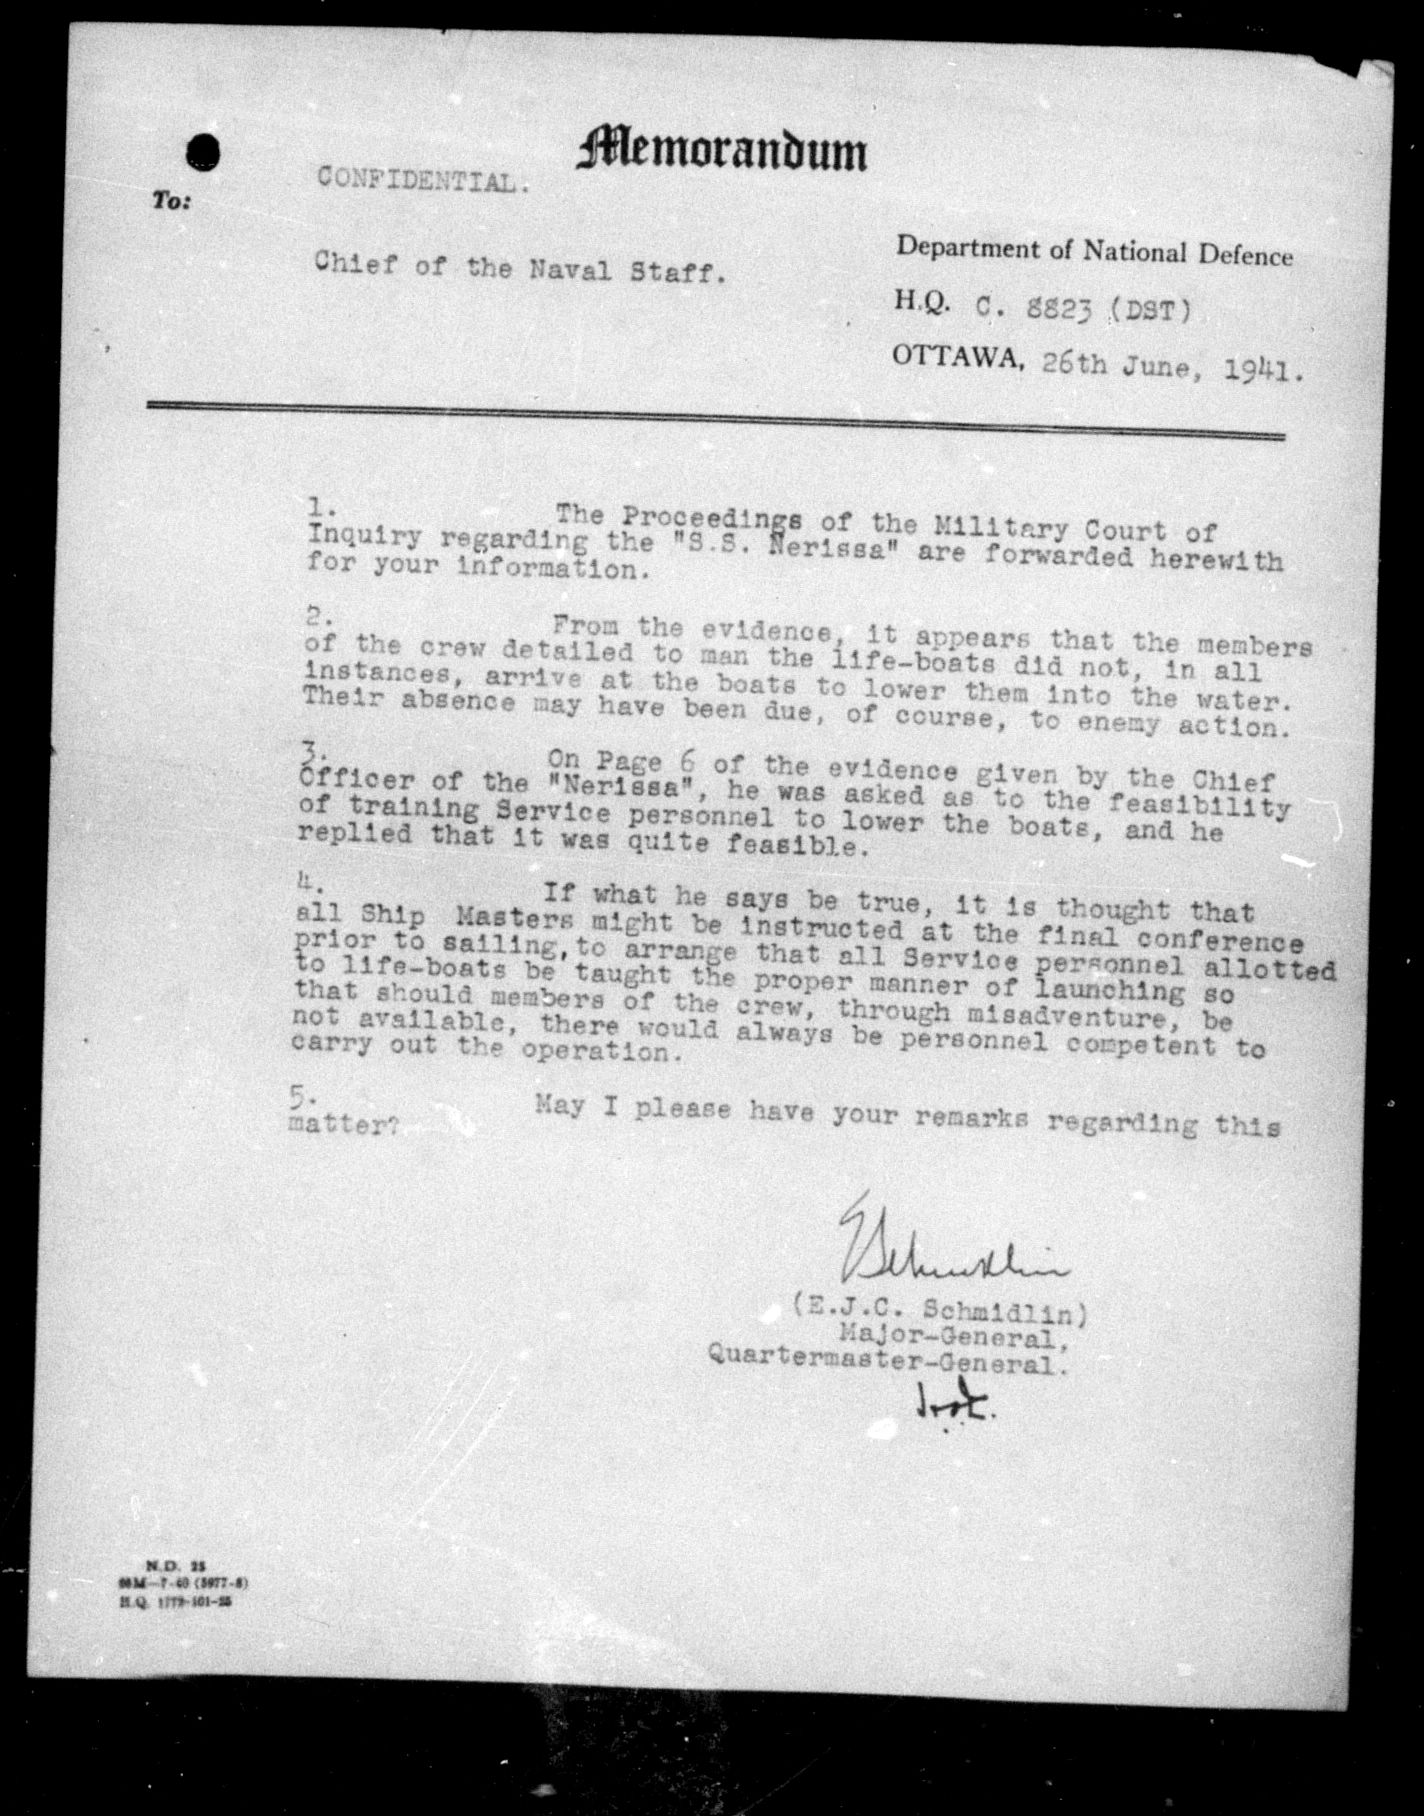 Memorandum
CONFIDENTIAL.
To:
Chief of the Naval Staff.
Department of National Defence
H.Q. C. 8823 (DST)
OTTAWA, 26th June, 1941.
1. The Proceedings of the Military Court of
Inquiry regarding the "S.S. Nerissa" are forwarded herewith
for your information.
2. From the evidence, it appears that the members
of the crew detailed to man the life-boats did not, in all
instances, arrive at the boats to lower them into the water.
Their absence may have been due, of course, to enemy action.
3. On Page 6 of the evidence given by the Chief
Officer of the "Nerissa", he was asked as to the feasibility
of training Service personnel to lower the boats, and he
replied that it was quite feasible.
4. If what he says be true, it is thought that
all Ship Masters might be instructed at the final conference
prior to sailing, to arrange that all Service personnel allotted
to life-boats be taught the proper manner of launching so
that should members of the crew, through misadventure, be
not available, there would always be personnel competent to
carry out the operation.
5. May I please have your remarks regarding this
matter?
ESchmidlin
(E.J.C. Schmidlin)
Major-General,
Quartermaster-General.
N.D. 25
M-7-40 (5977-8)
H.Q.